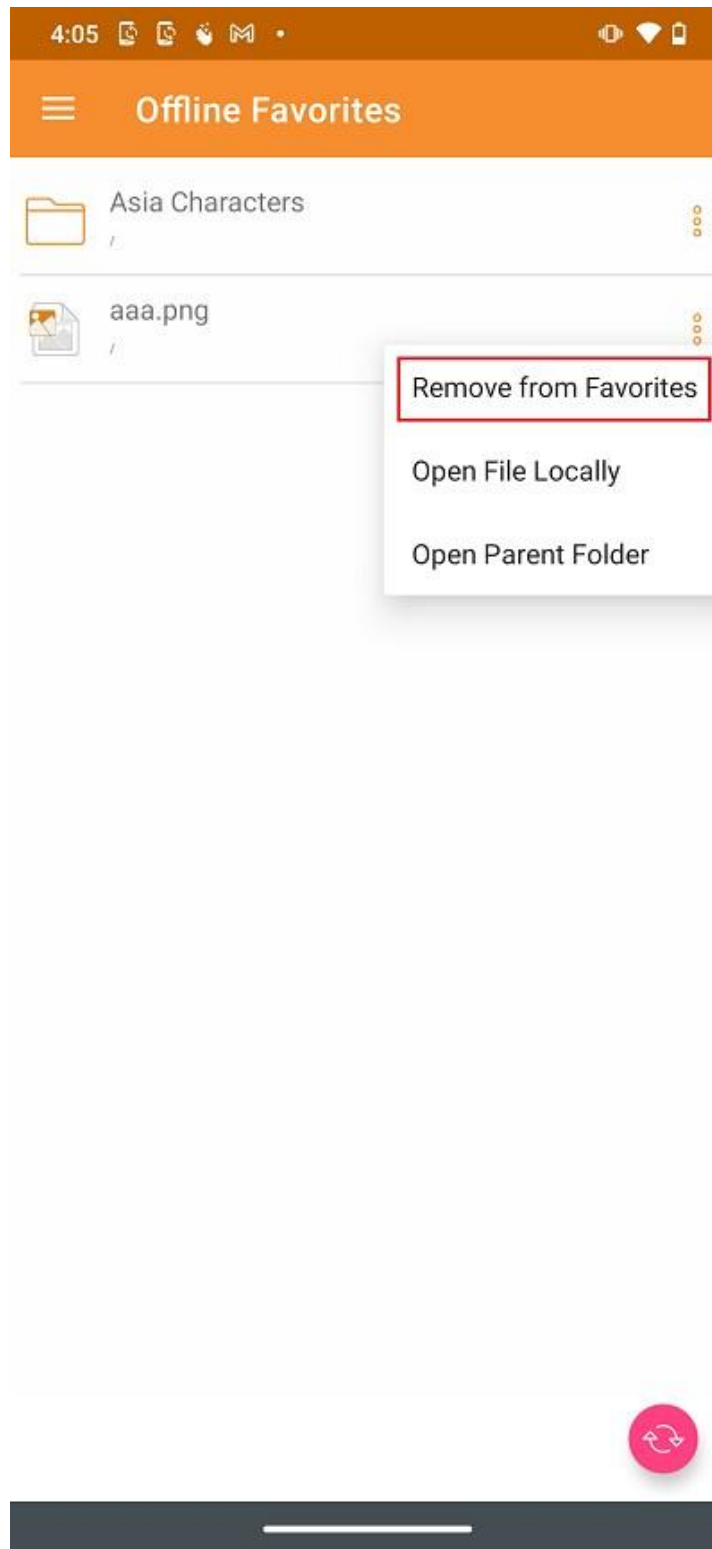 4:05
Offline Favorites
Asia Characters
/
aaa.png
/
Remove from Favorites
Open File Locally
Open Parent Folder